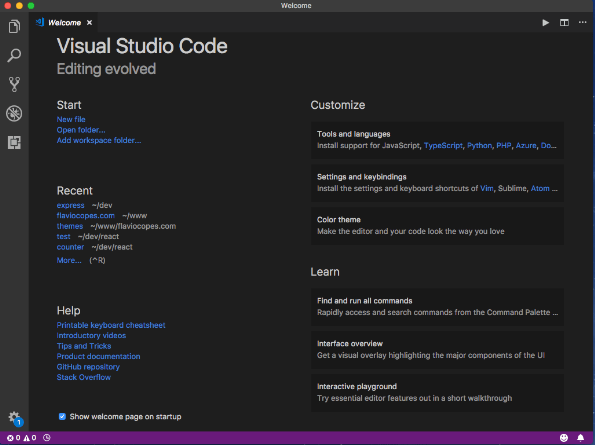 Welcome
Welcome
Visual Studio Code
Editing evolved
Start
New file
Open folder...
Add workspace folder...
Recent
express ~/dev
flaviocopes.com ~/www
themes ~/www/flaviocopes.com
test ~/dev/react
counter ~/dev/react
More... (^R)
Help
Printable keyboard cheatsheet
Introductory videos
Tips and Tricks
Product documentation
GitHub repository
Stack Overflow
Show welcome page on startup
Customize
Tools and languages
Install support for JavaScript, TypeScript, Python, PHP, Azure, Do...
Settings and keybindings
Install the settings and keyboard shortcuts of Vim, Sublime, Atom ...
Color theme
Make the editor and your code look the way you love
Learn
Find and run all commands
Rapidly access and search commands from the Command Palette ...
Interface overview
Get a visual overlay highlighting the major components of the UI
Interactive playground
Try essential editor features out in a short walkthrough
1
0 0